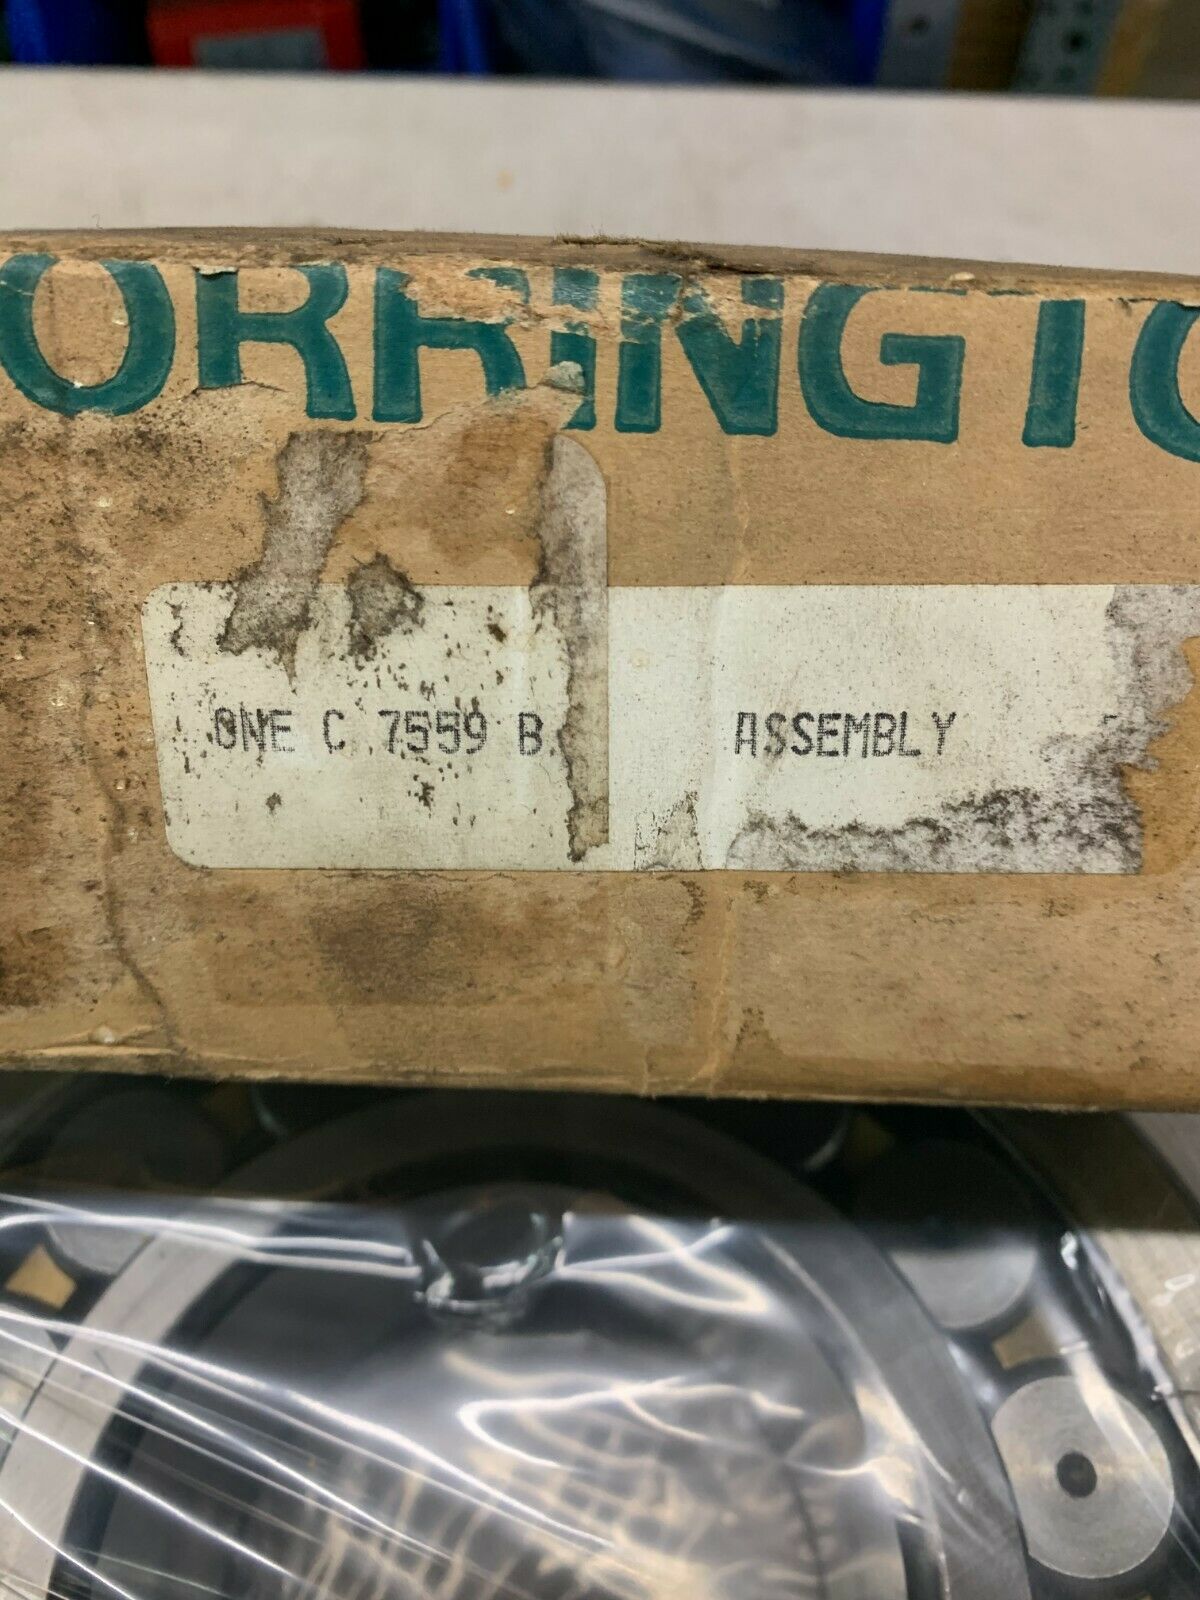 ORRINGTO
ONE C 7559 B ASSEMBLY